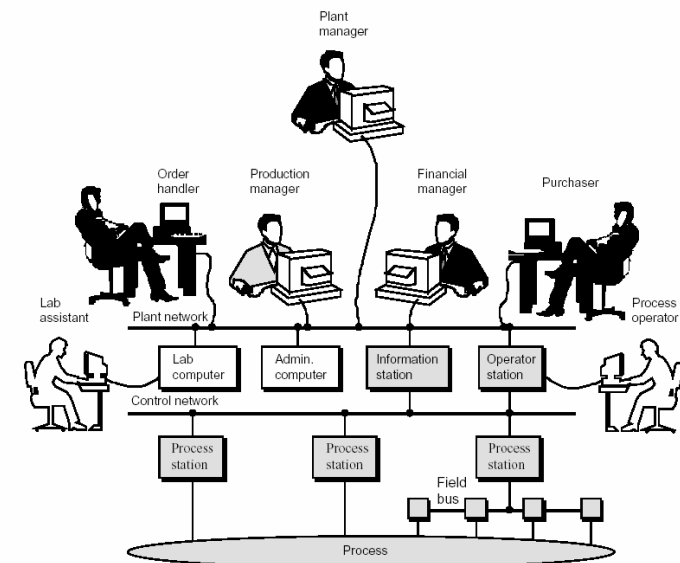 Plant
manager
Order
handler
Production
manager
Financial
manager
Purchaser
Lab
assistant
Plant network
Process
operator
Lab
computer
Admin.
computer
Information
station
Operator
station
Control network
Process
station
Process
station
Process
station
Field
bus
Process